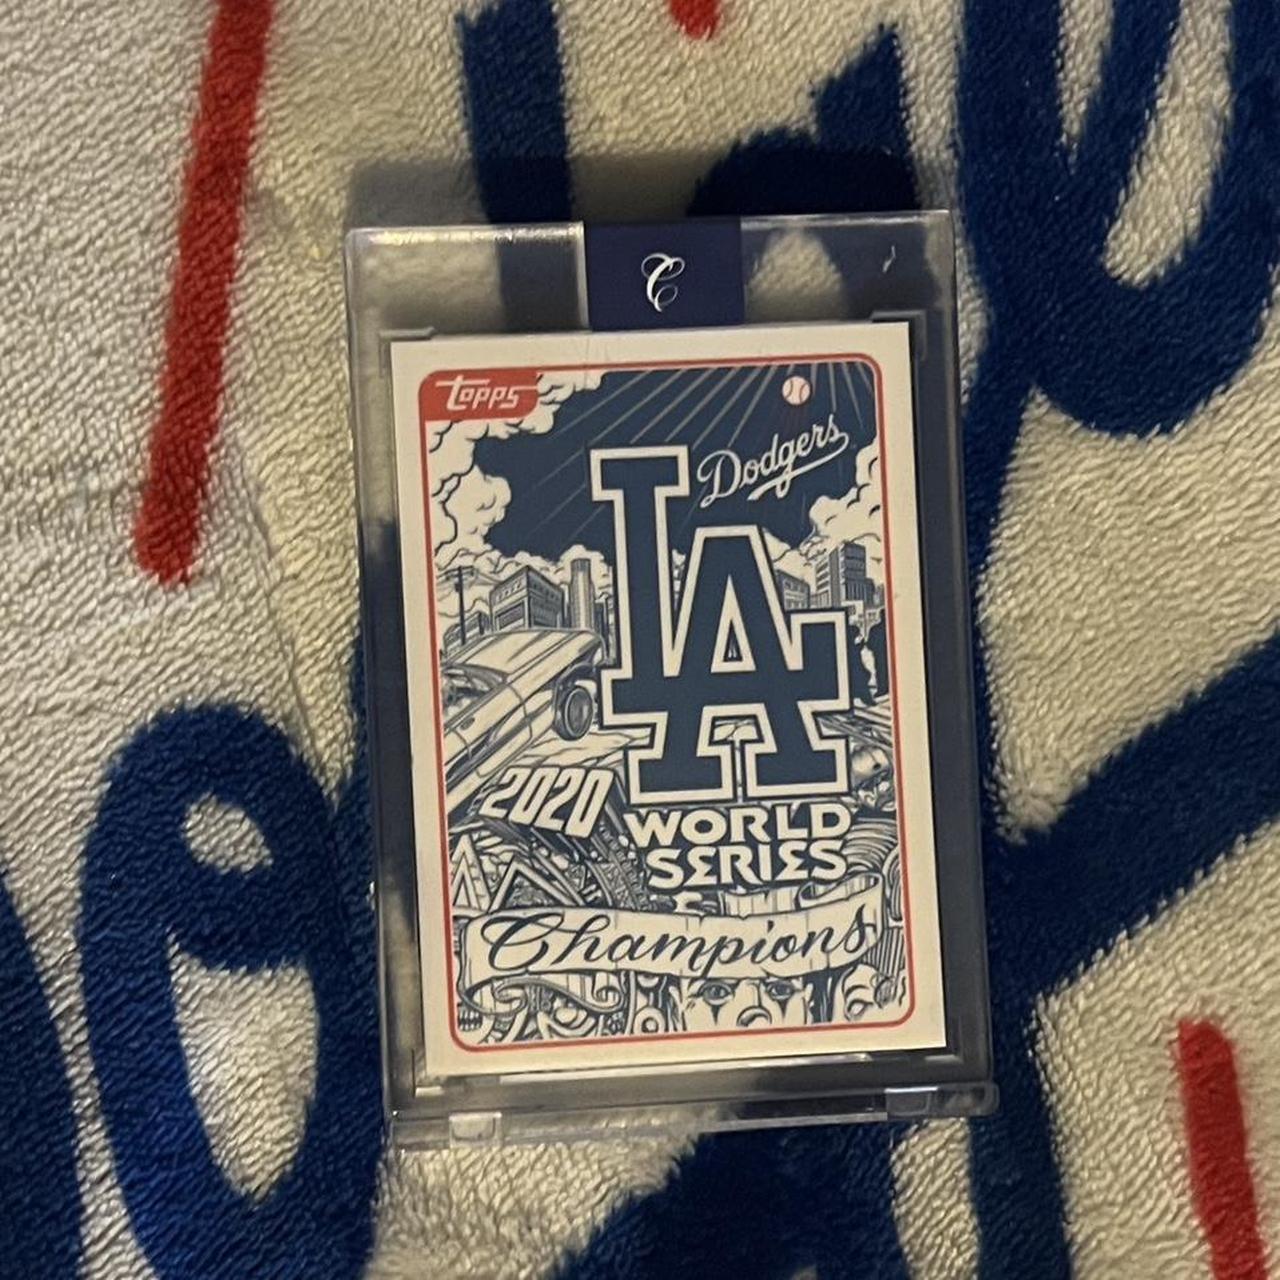 C
Topps
Dodgers
LA
2020
WORLD
SERIES
Champions